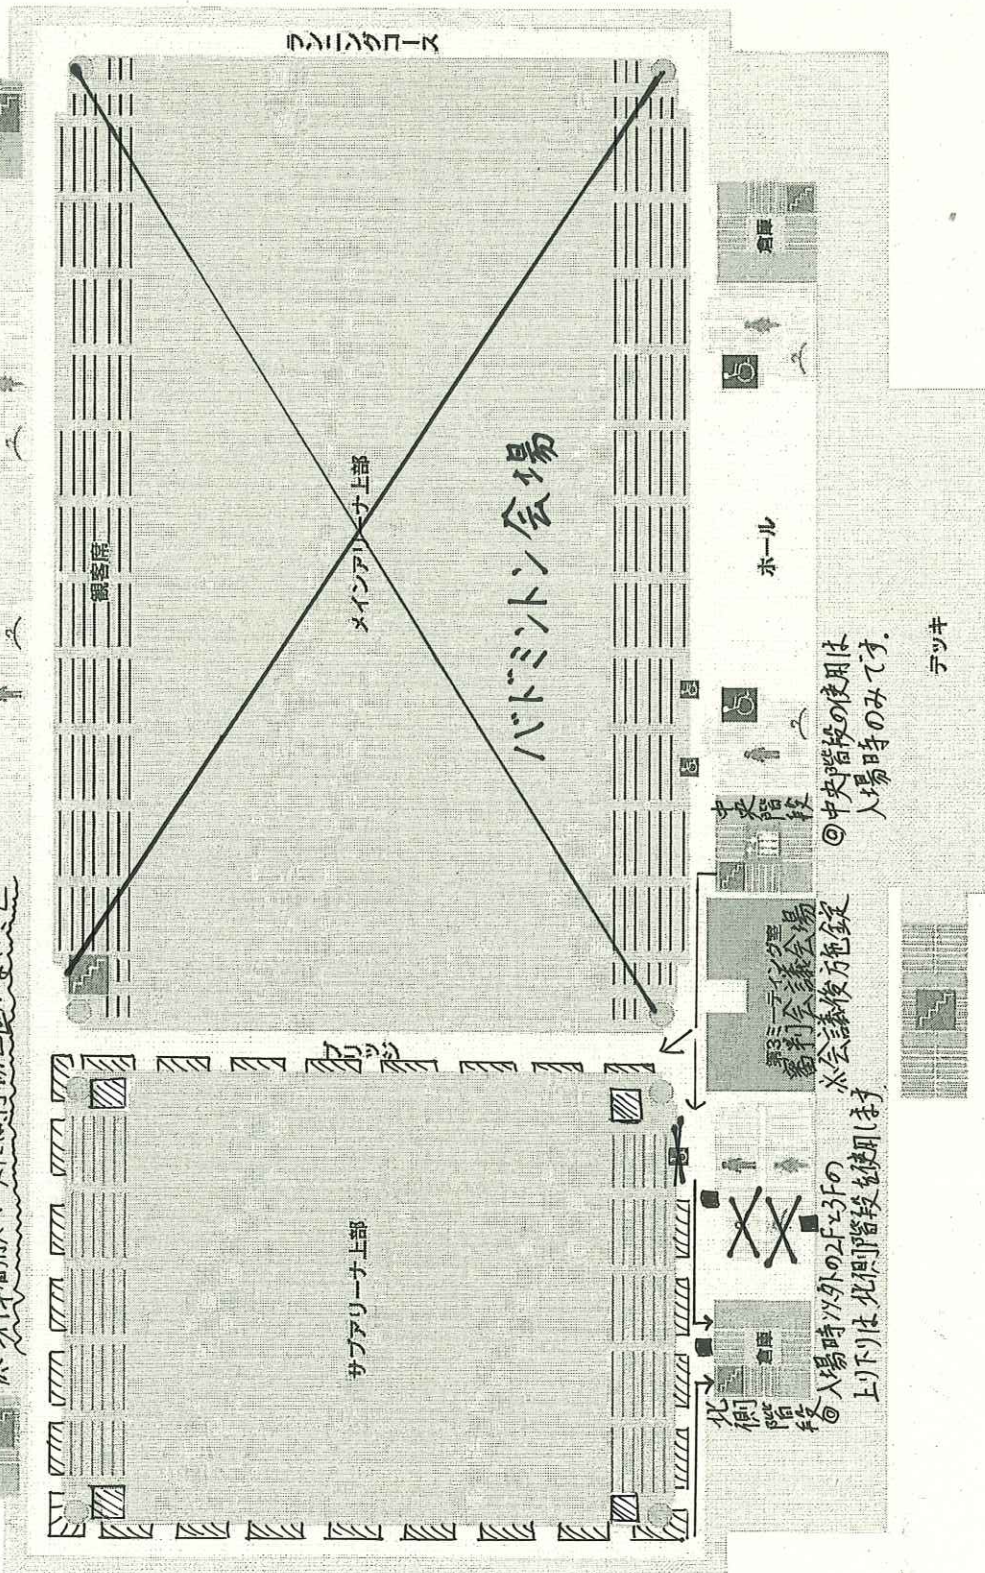 ランニングコース
観客席
メインアリーナ上部
バドミントン会場
倉庫
ホール
デッキ
中央階段
◎中央階段の使用は
入場時のみです.
第3ミーティング室
審判会議会場
※会議後方施錠
ブリッジ
サブアリーナ上部
倉庫
北側階段
◎入場時以外の2Fと3Fの
上り下りは北側階段を使用します